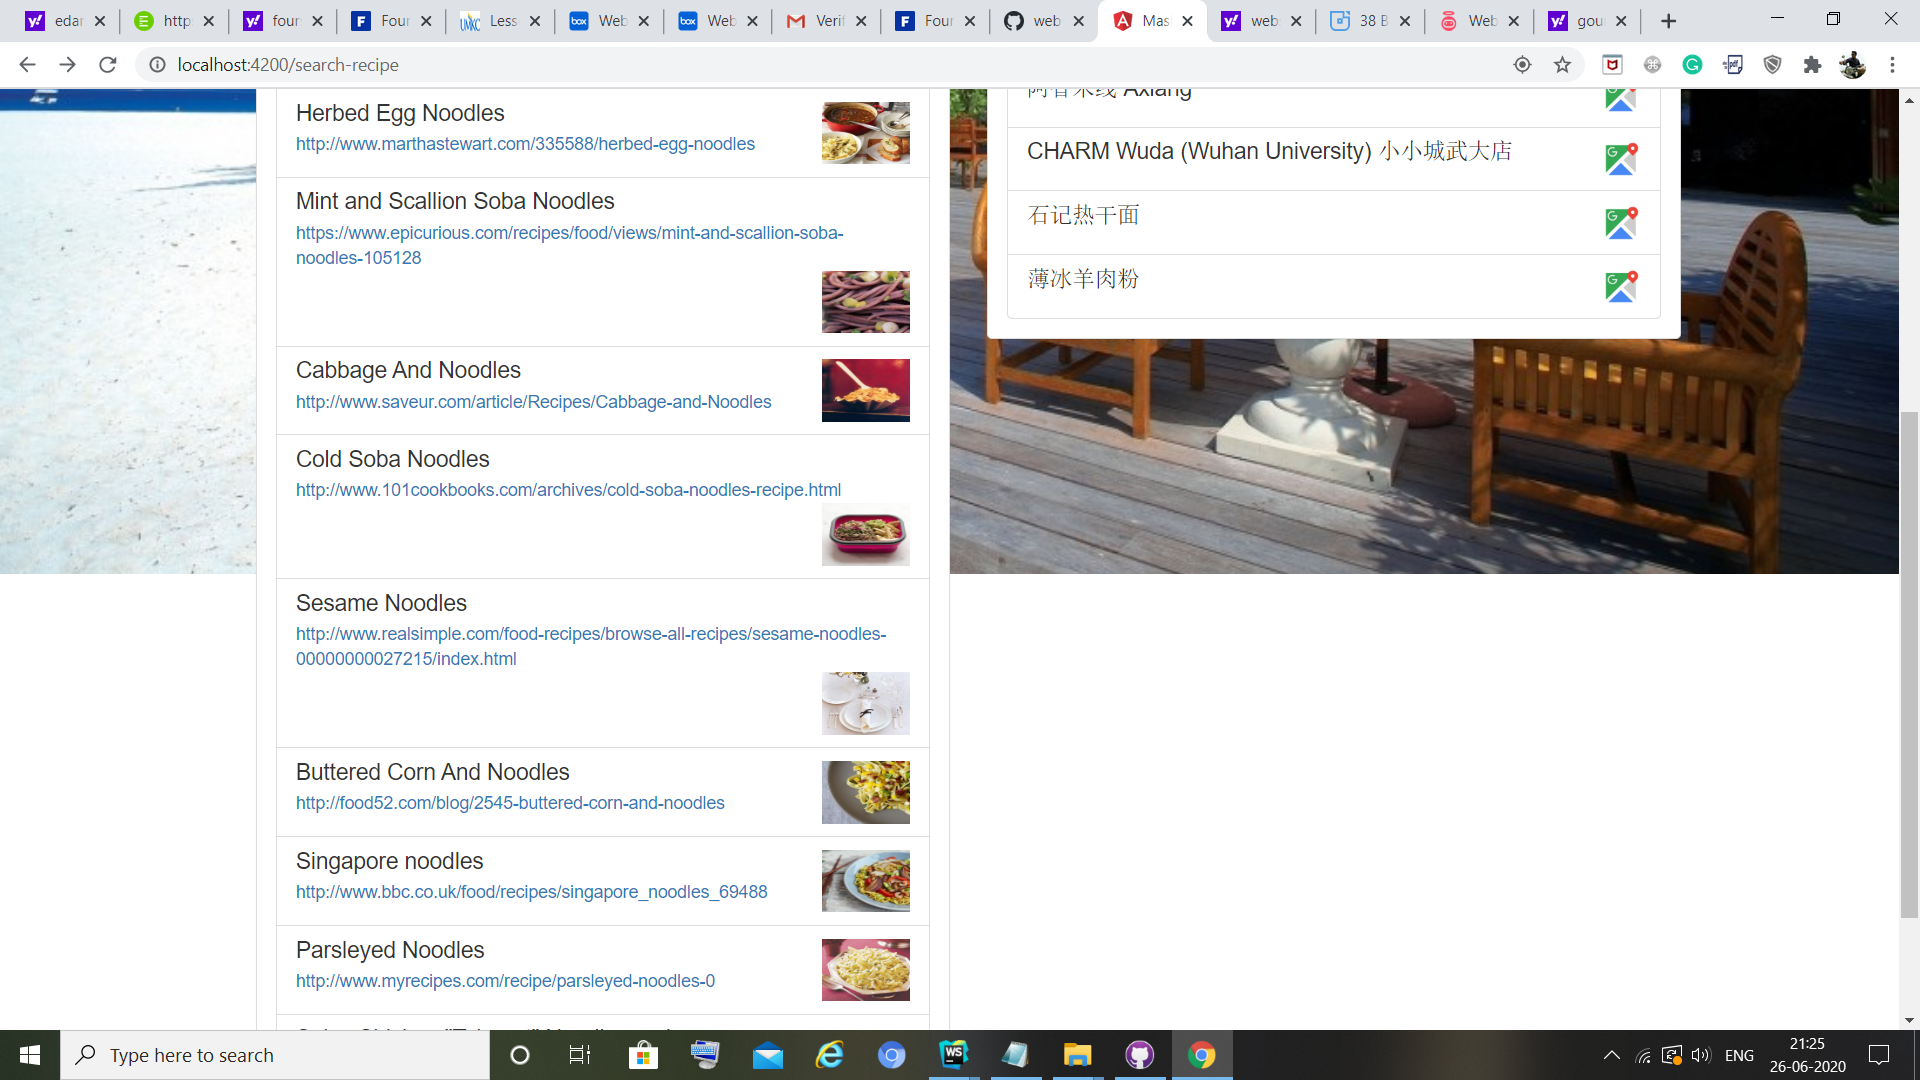 edar
http
four
Four
Less
Web
Web
Verif
Four
web
Mas
web
38 B
Web
gou
localhost:4200/search-recipe
Herbed Egg Noodles
http://www.marthastewart.com/335588/herbed-egg-noodles
Mint and Scallion Soba Noodles
https://www.epicurious.com/recipes/food/views/mint-and-scallion-soba-
noodles-105128
Cabbage And Noodles
http://www.saveur.com/article/Recipes/Cabbage-and-Noodles
Cold Soba Noodles
http://www.101cookbooks.com/archives/cold-soba-noodles-recipe.html
Sesame Noodles
http://www.realsimple.com/food-recipes/browse-all-recipes/sesame-noodles-
00000000027215/index.html
Buttered Corn And Noodles
http://food52.com/blog/2545-buttered-corn-and-noodles
Singapore noodles
http://www.bbc.co.uk/food/recipes/singapore_noodles_69488
Parsleyed Noodles
http://www.myrecipes.com/recipe/parsleyed-noodles-0
Axiang
CHARM Wuda (Wuhan University) 小小城武大店
石记热干面
薄冰羊肉粉
Type here to search
ENG
21:25
26-06-2020